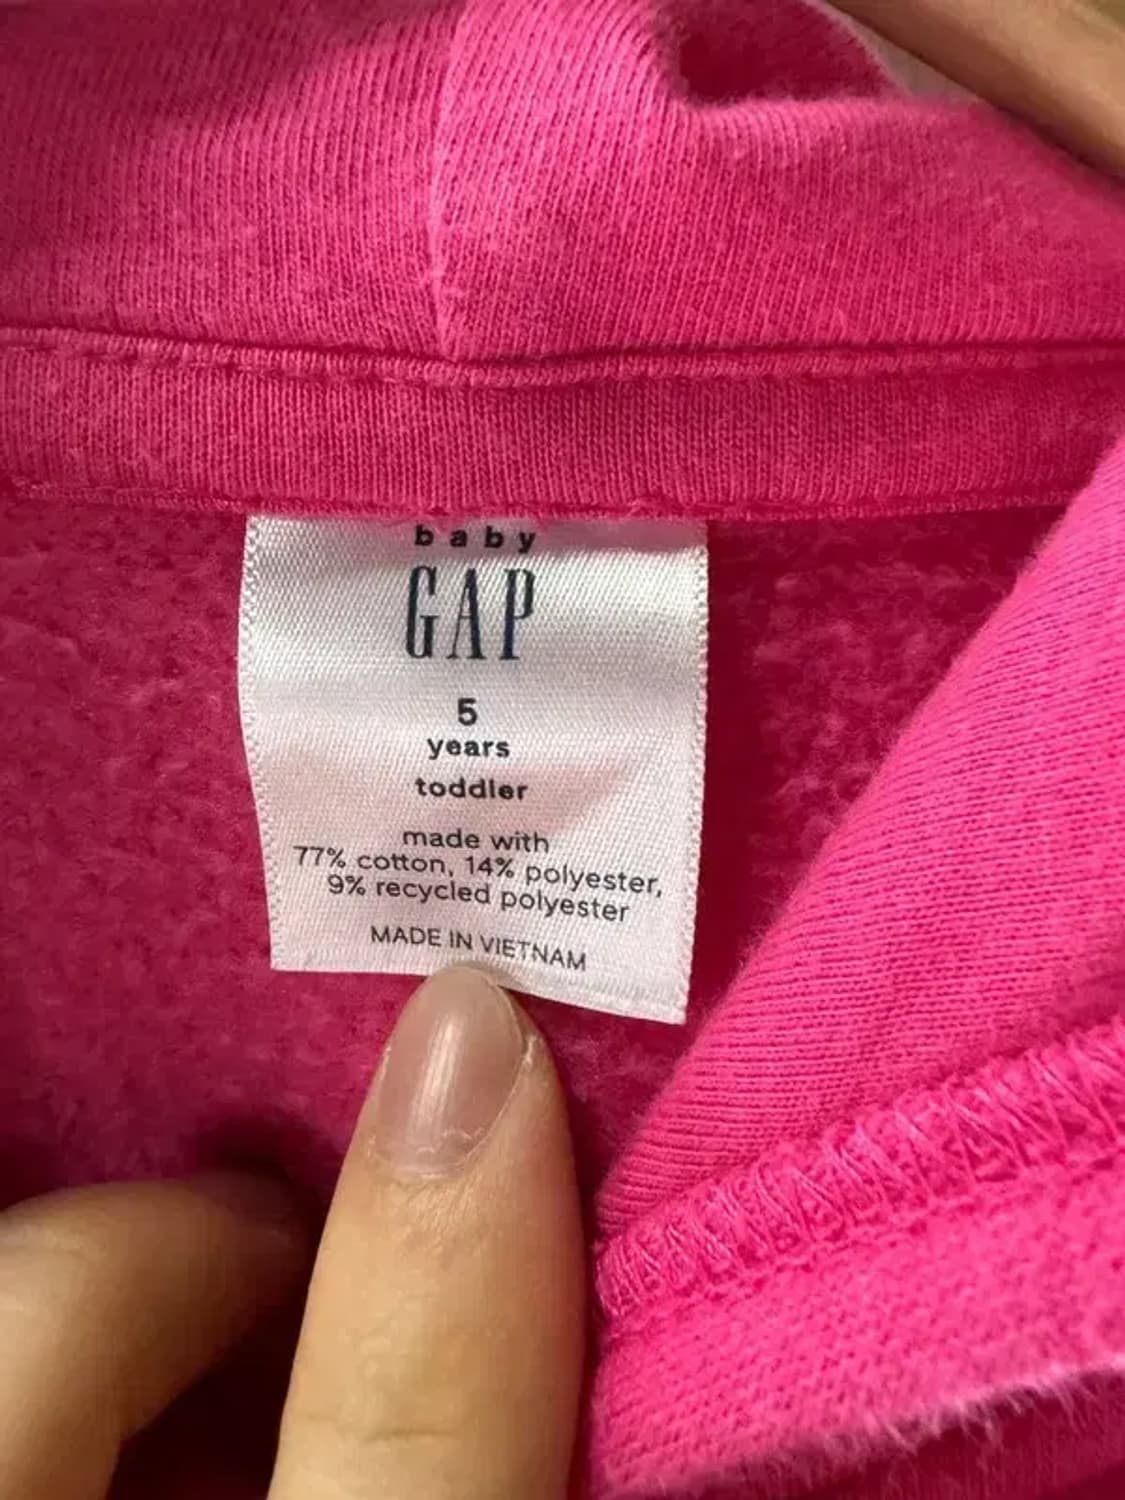 baby
GAP
5
years
toddler
made with
77% cotton, 14% polyester,
9% recycled polyester
MADE IN VIETNAM